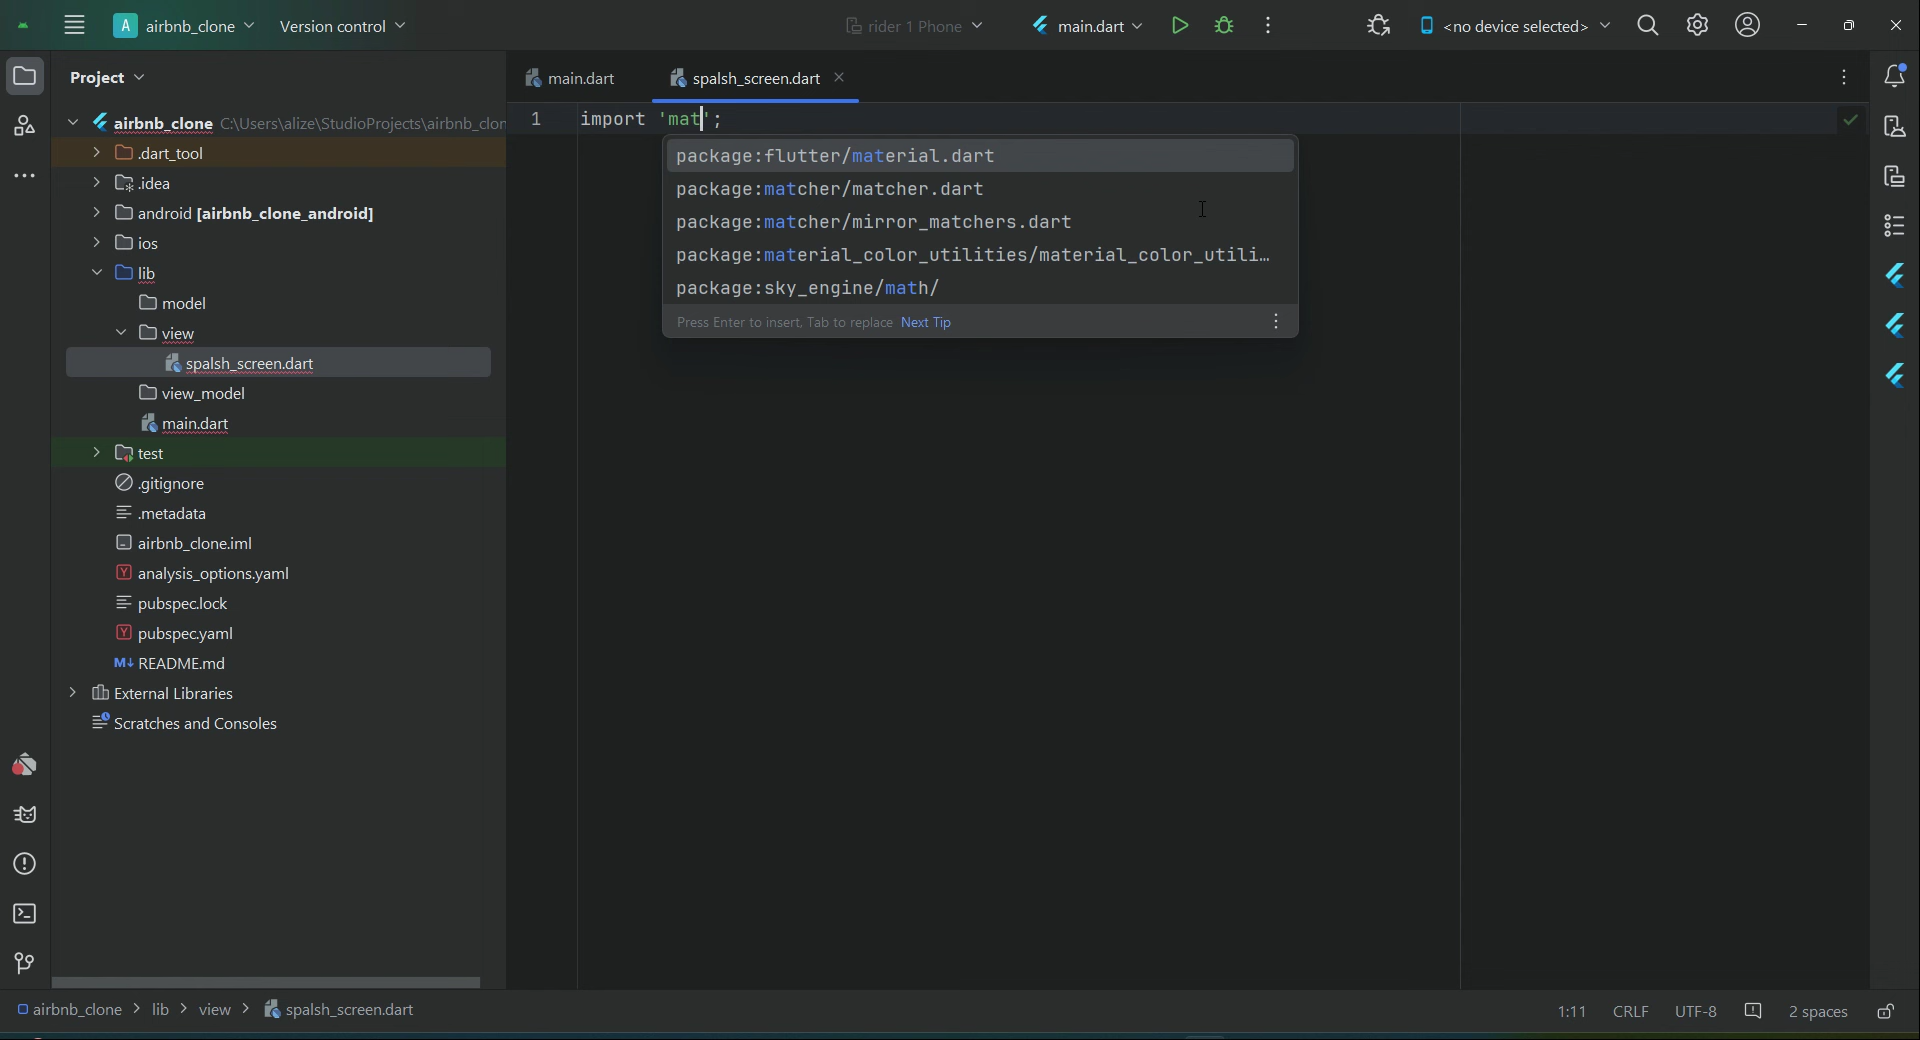 A airbnb_clone Version control rider 1 Phone main.dart <no device selected>
Project
main.dart spalsh_screen.dart
airbnb_clone C:\Users\alize\StudioProjects\airbnb_clon
.dart_tool
.idea
android [airbnb_clone_android]
ios
lib
model
view
spalsh_screen.dart
view_model
main.dart
test
.gitignore
.metadata
airbnb_clone.iml
Y analysis_options.yaml
pubspec.lock
Y pubspec.yaml
M↓ README.md
External Libraries
Scratches and Consoles
1 import 'mat';
package:flutter/material.dart
package:matcher/matcher.dart
package:matcher/mirror_matchers.dart
package:material_color_utilities/material_color_utili…
package:sky_engine/math/
Press Enter to insert, Tab to replace Next Tip
airbnb_clone > lib > view > spalsh_screen.dart
1:11 CRLF UTF-8 2 spaces